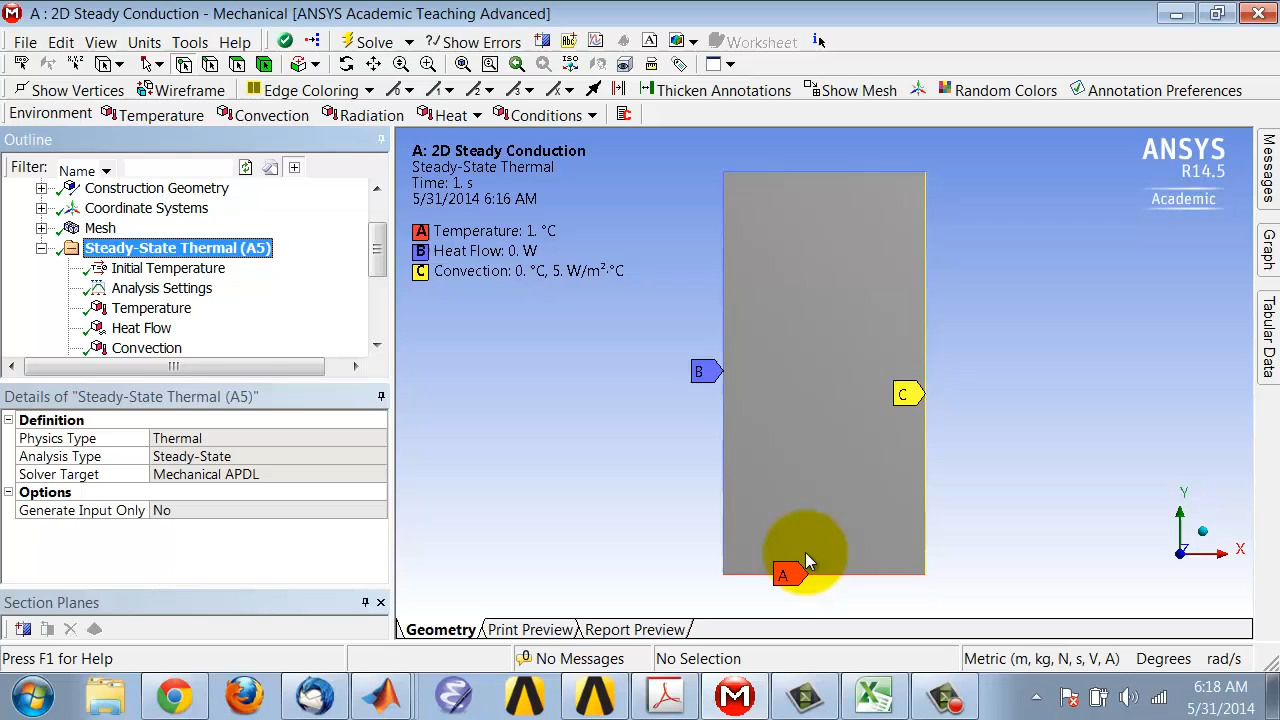 A : 2D Steady Conduction - Mechanical [ANSYS Academic Teaching Advanced]
File Edit View Units Tools Help Solve Show Errors Worksheet
Show Vertices Wireframe Edge Coloring Thicken Annotations Show Mesh Random Colors Annotation Preferences
Environment Temperature Convection Radiation Heat Conditions
Outline
Filter: Name
Construction Geometry
Coordinate Systems
Mesh
Steady-State Thermal (A5)
Initial Temperature
Analysis Settings
Temperature
Heat Flow
Convection
Details of "Steady-State Thermal (A5)"
Definition
Physics Type Thermal
Analysis Type Steady-State
Solver Target Mechanical APDL
Options
Generate Input Only No
Section Planes
A: 2D Steady Conduction
Steady-State Thermal
Time: 1. s
5/31/2014 6:16 AM
A Temperature: 1. °C
B Heat Flow: 0. W
C Convection: 0. °C, 5. W/m²·°C
ANSYS
R14.5
Academic
B
C
A
Y
X
Z
Geometry Print Preview Report Preview
Messages
Graph
Tabular Data
Press F1 for Help 0 No Messages No Selection Metric (m, kg, N, s, V, A) Degrees rad/s
6:18 AM
5/31/2014